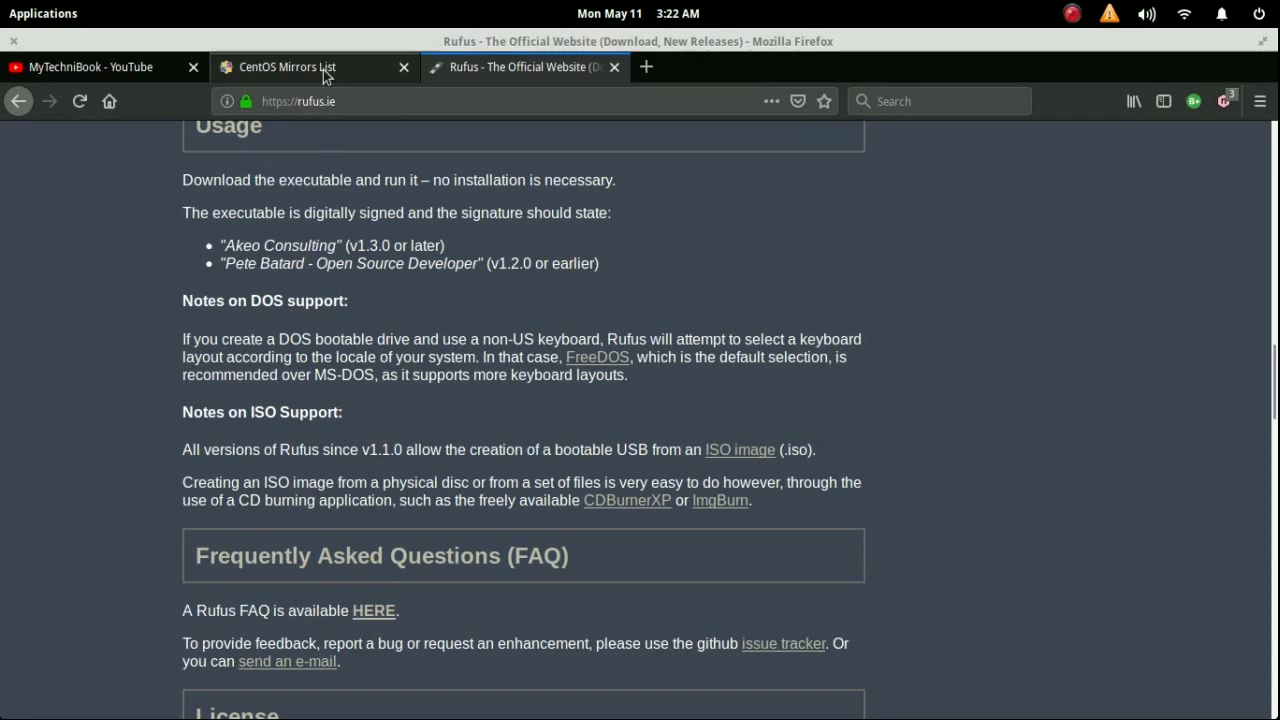 Applications
Mon May 11 3:22 AM
Rufus - The Official Website (Download, New Releases) - Mozilla Firefox
MyTechniBook - YouTube
CentOS Mirrors List
Rufus - The Official Website (Do
https://rufus.ie
Search
B+
3
Usage
Download the executable and run it – no installation is necessary.
The executable is digitally signed and the signature should state:
"Akeo Consulting" (v1.3.0 or later)
"Pete Batard - Open Source Developer" (v1.2.0 or earlier)
Notes on DOS support:
If you create a DOS bootable drive and use a non-US keyboard, Rufus will attempt to select a keyboard
layout according to the locale of your system. In that case, FreeDOS, which is the default selection, is
recommended over MS-DOS, as it supports more keyboard layouts.
Notes on ISO Support:
All versions of Rufus since v1.1.0 allow the creation of a bootable USB from an ISO image (.iso).
Creating an ISO image from a physical disc or from a set of files is very easy to do however, through the
use of a CD burning application, such as the freely available CDBurnerXP or ImgBurn.
Frequently Asked Questions (FAQ)
A Rufus FAQ is available HERE.
To provide feedback, report a bug or request an enhancement, please use the github issue tracker. Or
you can send an e-mail.
License